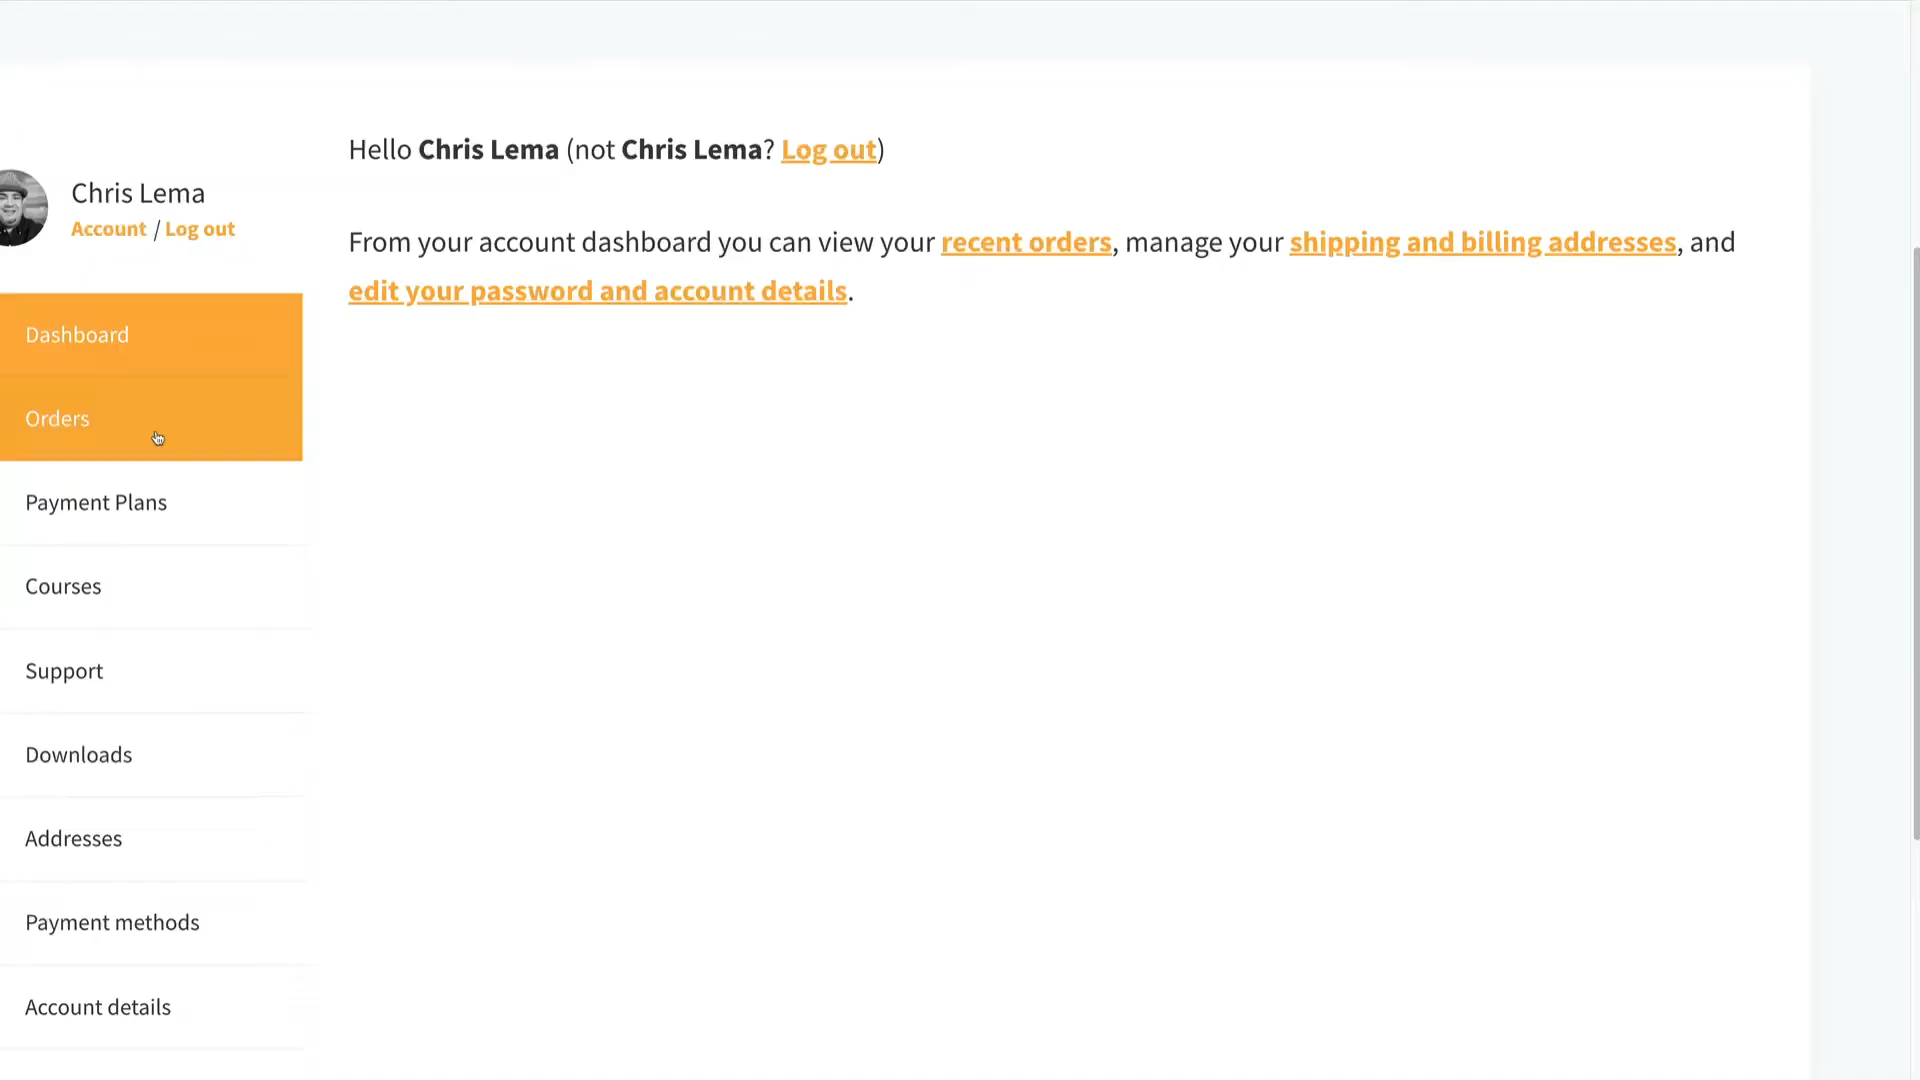 Hello Chris Lema (not Chris Lema? Log out)
Chris Lema
Account / Log out
From your account dashboard you can view your recent orders, manage your shipping and billing addresses, and
edit your password and account details.
Dashboard
Orders
Payment Plans
Courses
Support
Downloads
Addresses
Payment methods
Account details